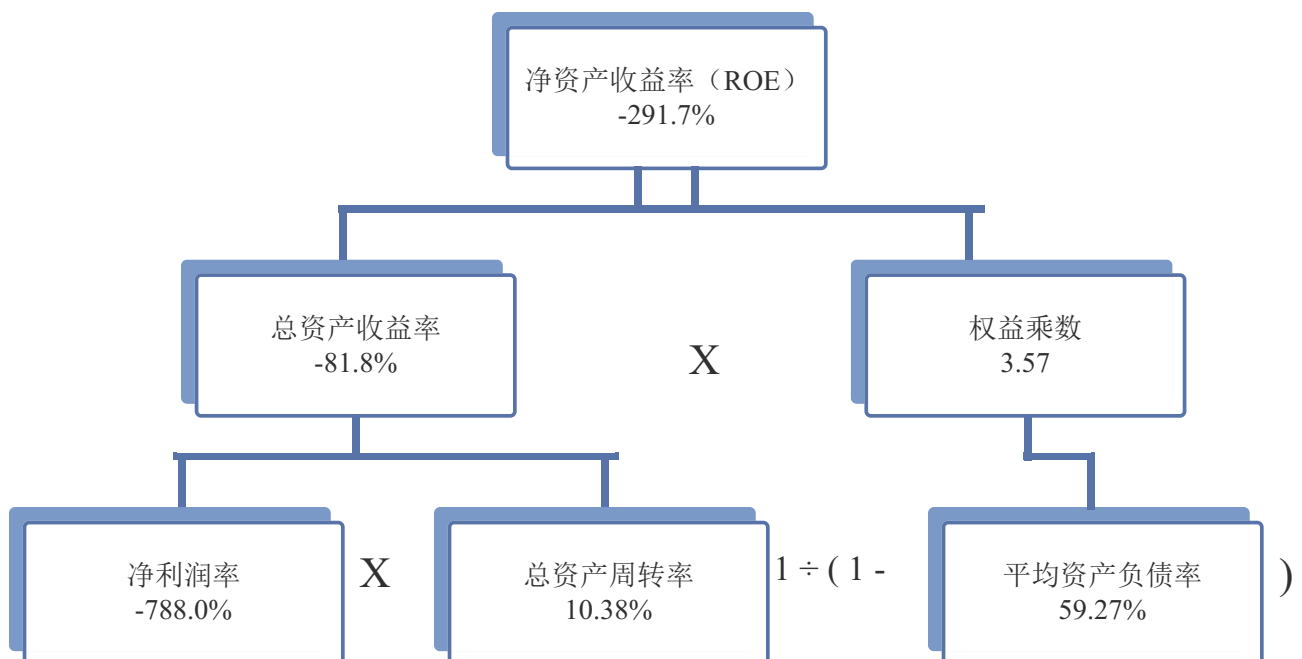 净资产收益率（ROE）
-291.7%
总资产收益率
-81.8%
X
权益乘数
3.57
净利润率
-788.0%
X
总资产周转率
10.38%
1 ÷ ( 1 -
平均资产负债率
59.27%
)